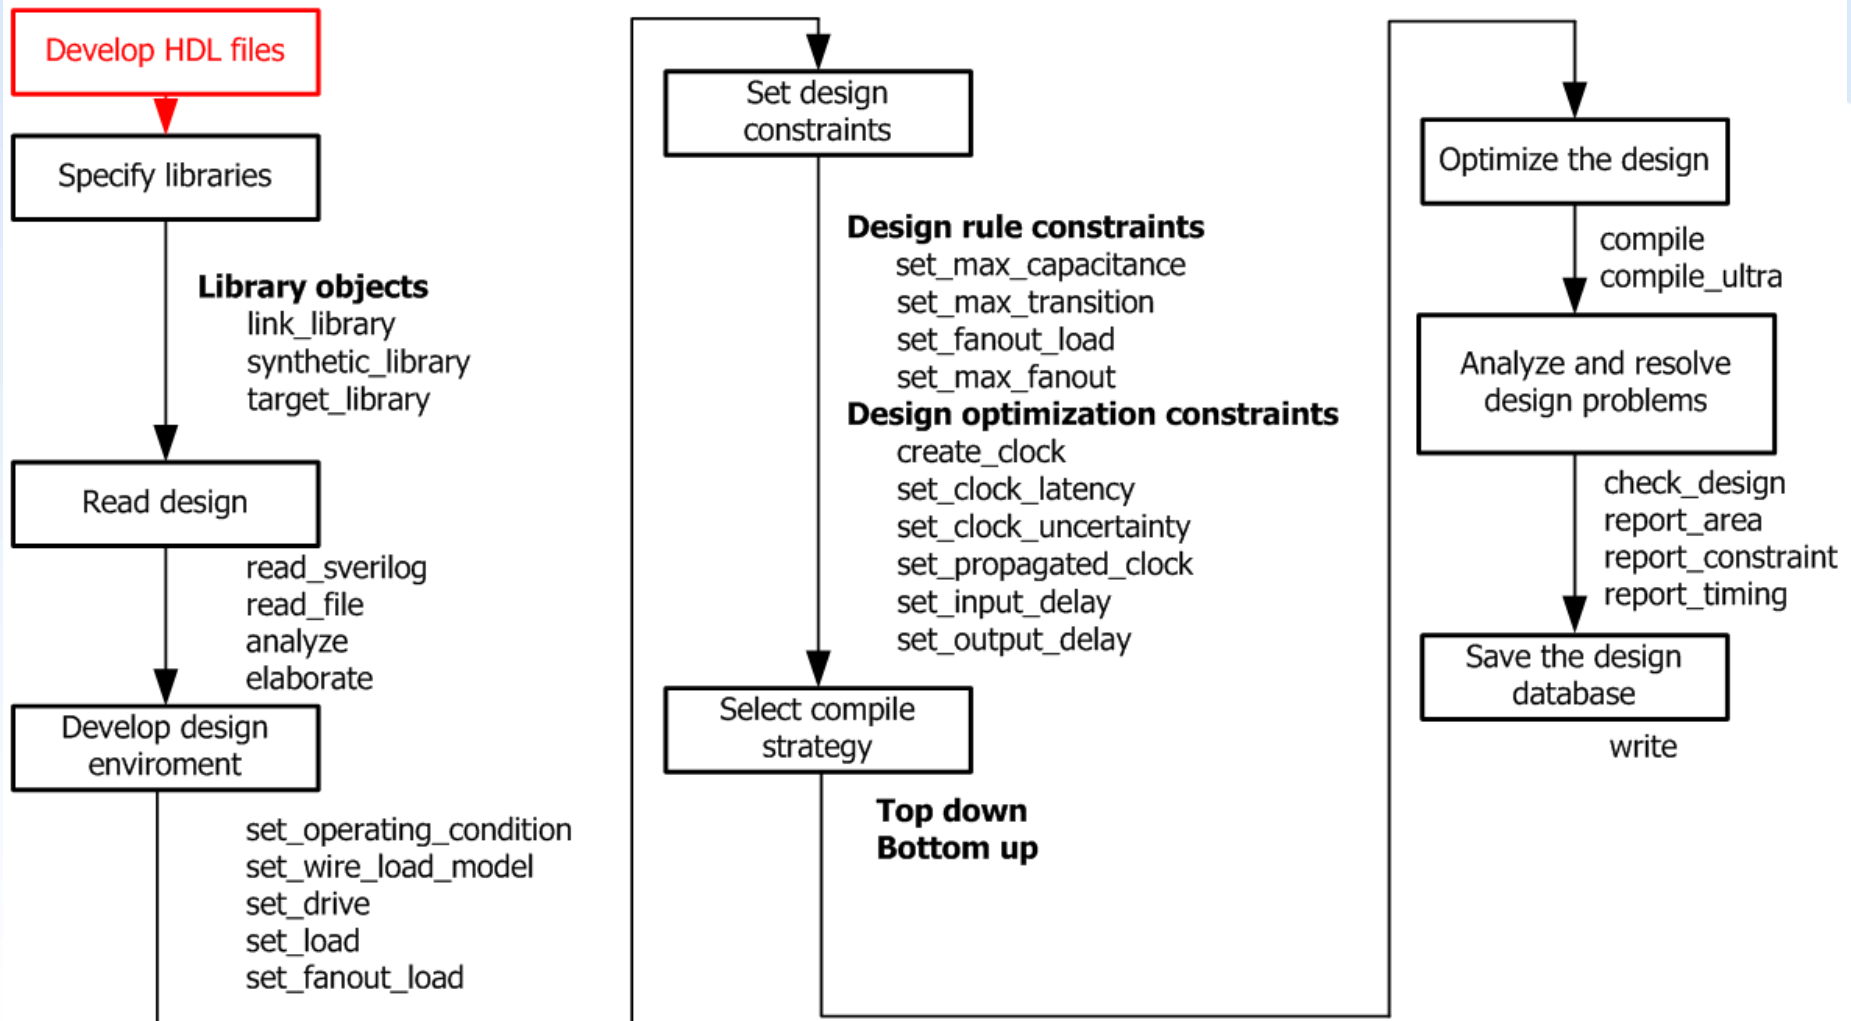 Develop HDL files
Specify libraries
Library objects
link_library
synthetic_library
target_library
Read design
read_sverilog
read_file
analyze
elaborate
Develop design
enviroment
set_operating_condition
set_wire_load_model
set_drive
set_load
set_fanout_load
Set design
constraints
Design rule constraints
set_max_capacitance
set_max_transition
set_fanout_load
set_max_fanout
Design optimization constraints
create_clock
set_clock_latency
set_clock_uncertainty
set_propagated_clock
set_input_delay
set_output_delay
Select compile
strategy
Top down
Bottom up
Optimize the design
compile
compile_ultra
Analyze and resolve
design problems
check_design
report_area
report_constraint
report_timing
Save the design
database
write